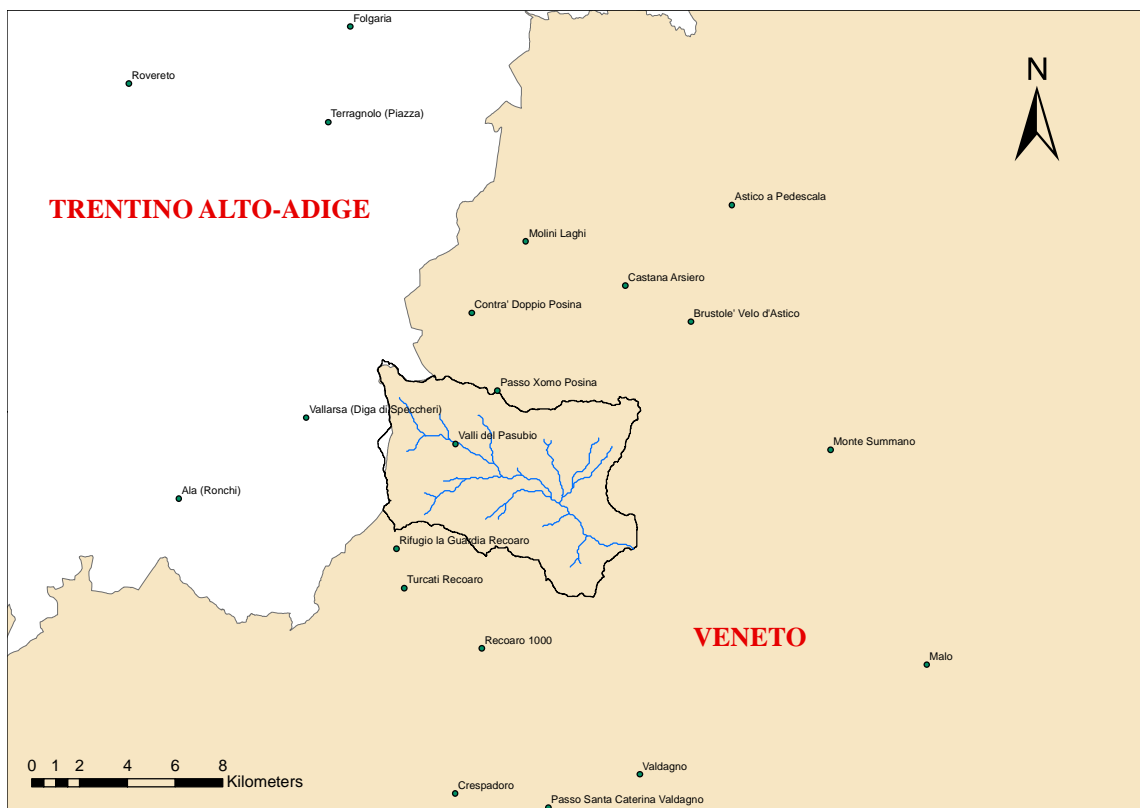 Folgaria
Rovereto
Terragnolo (Piazza)
N
TRENTINO ALTO-ADIGE
Astico a Pedescala
Molini Laghi
Castana Arsiero
Contra' Doppio Posina
Brustole' Velo d'Astico
Passo Xomo Posina
Vallarsa (Diga di Speccheri)
Valli del Pasubio
Monte Summano
Ala (Ronchi)
Rifugio la Guardia Recoaro
Turcati Recoaro
VENETO
Recoaro 1000
Malo
0 1 2 4 6 8
Kilometers
Valdagno
Crespadoro
Passo Santa Caterina Valdagno